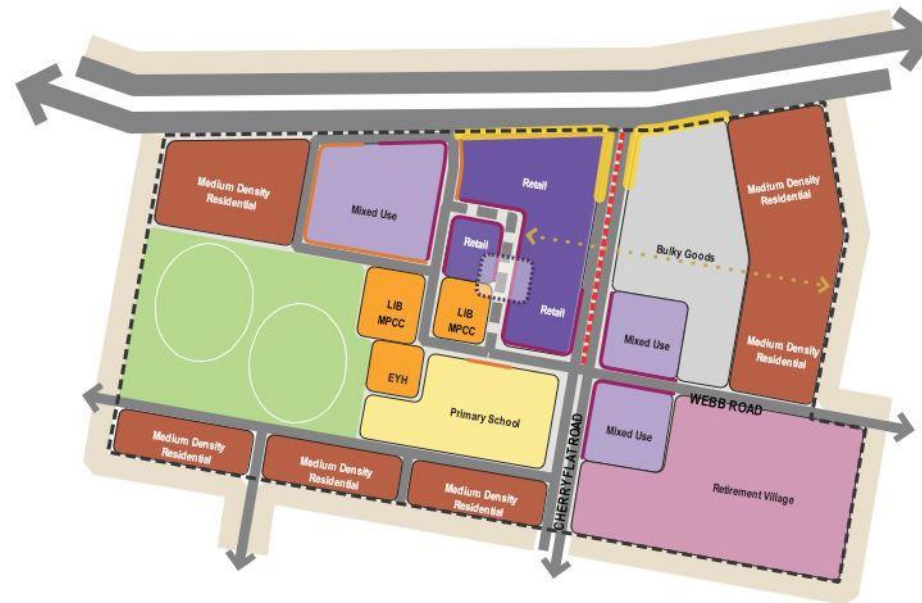 Medium Density
Residential
Mixed Use
Retail
Retail
Retail
Bulky Goods
Medium Density
Residential
Medium Density
Residential
LIB
MPCC
LIB
MPCC
EYH
Primary School
Mixed Use
Mixed Use
WEBB ROAD
CHERRY FLAT ROAD
Retirement Village
Medium Density
Residential
Medium Density
Residential
Medium Density
Residential